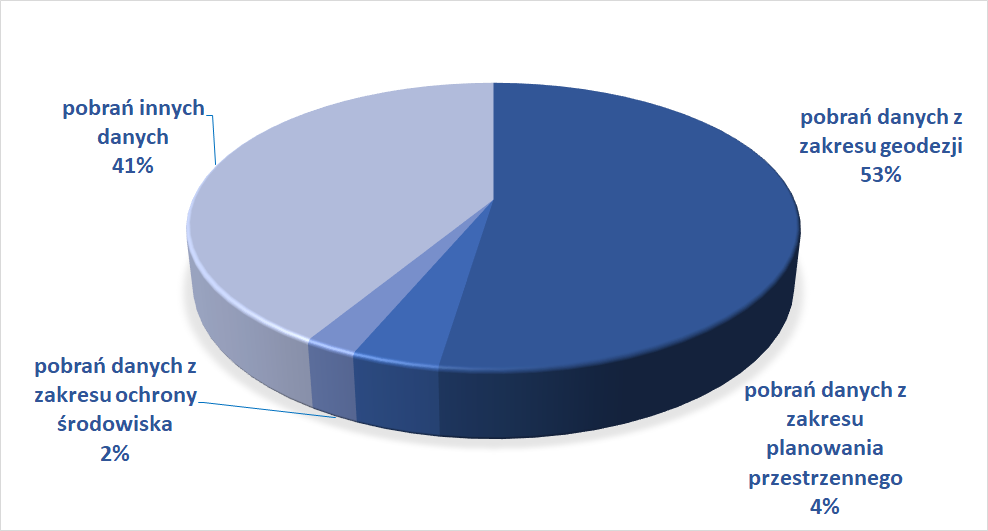 pobrań innych
danych
41%
pobrań danych z
zakresu geodezji
53%
pobrań danych z
zakresu ochrony
środowiska
2%
pobrań danych z
zakresu
planowania
przestrzennego
4%